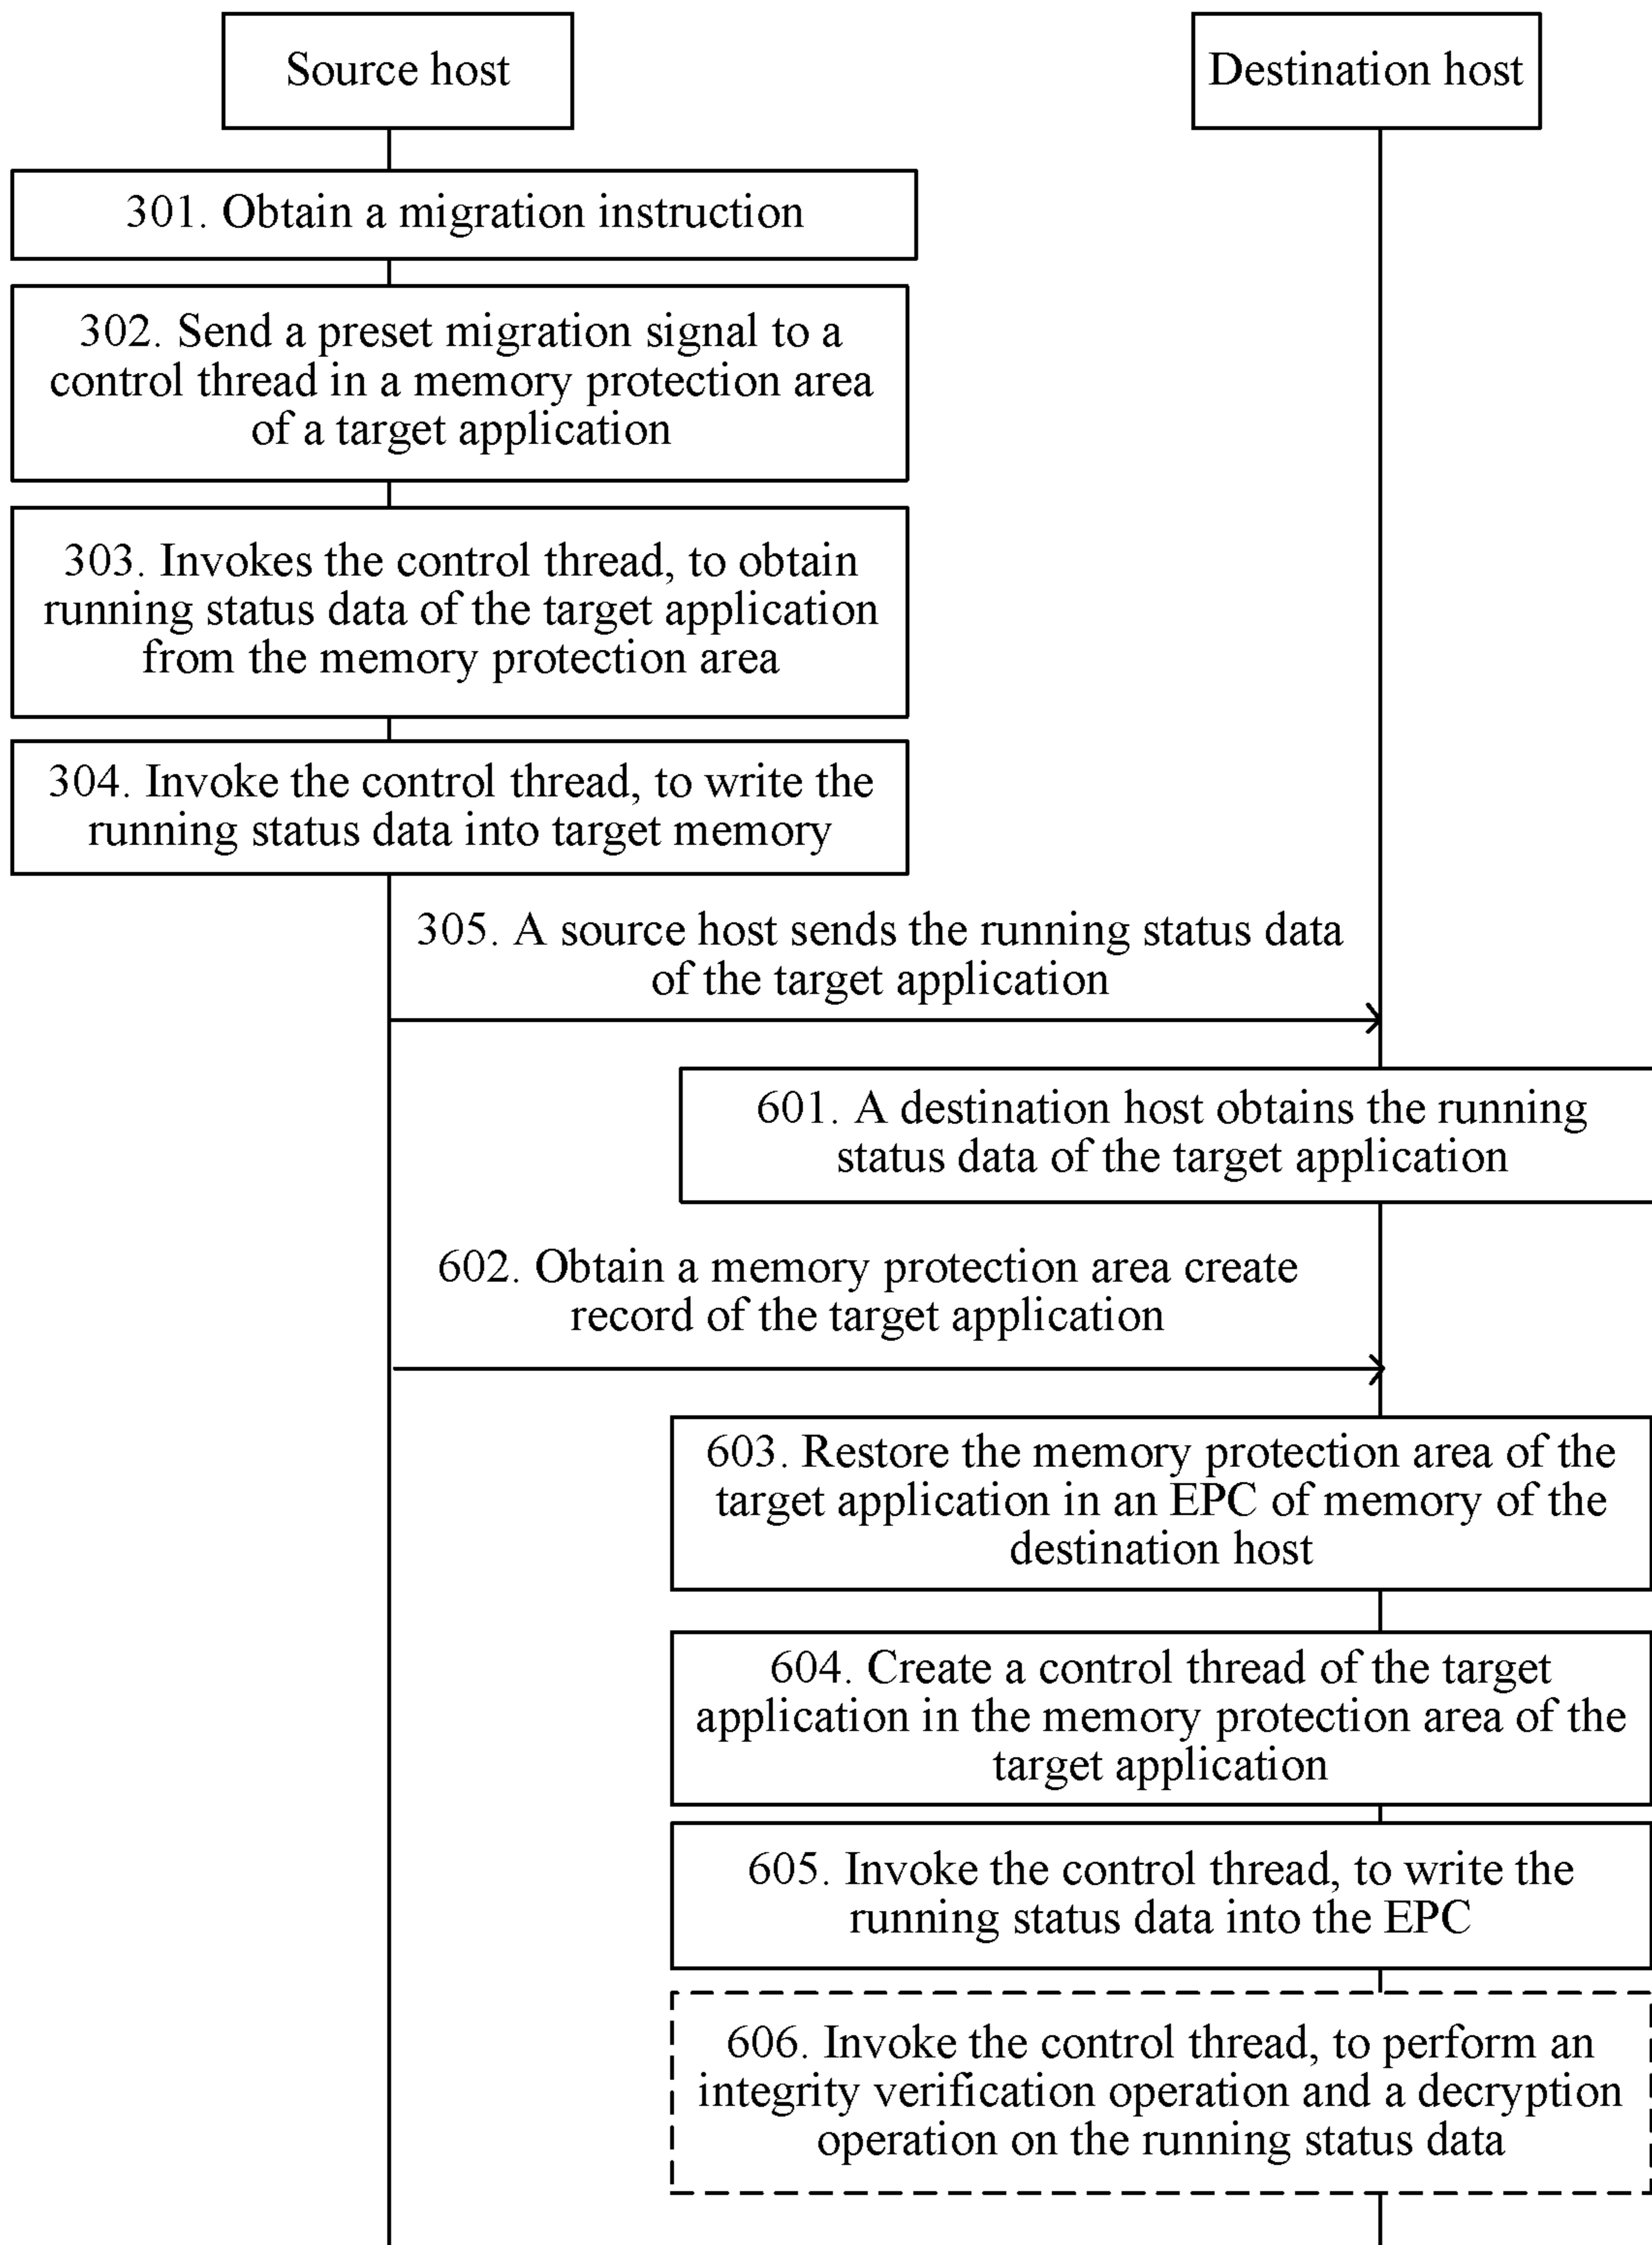 Source host
Destination host
301. Obtain a migration instruction
302. Send a preset migration signal to a
control thread in a memory protection area
of a target application
303. Invokes the control thread, to obtain
running status data of the target application
from the memory protection area
304. Invoke the control thread, to write the
running status data into target memory
305. A source host sends the running status data
of the target application
601. A destination host obtains the running
status data of the target application
602. Obtain a memory protection area create
record of the target application
603. Restore the memory protection area of the
target application in an EPC of memory of the
destination host
604. Create a control thread of the target
application in the memory protection area of the
target application
605. Invoke the control thread, to write the
running status data into the EPC
606. Invoke the control thread, to perform an
integrity verification operation and a decryption
operation on the running status data